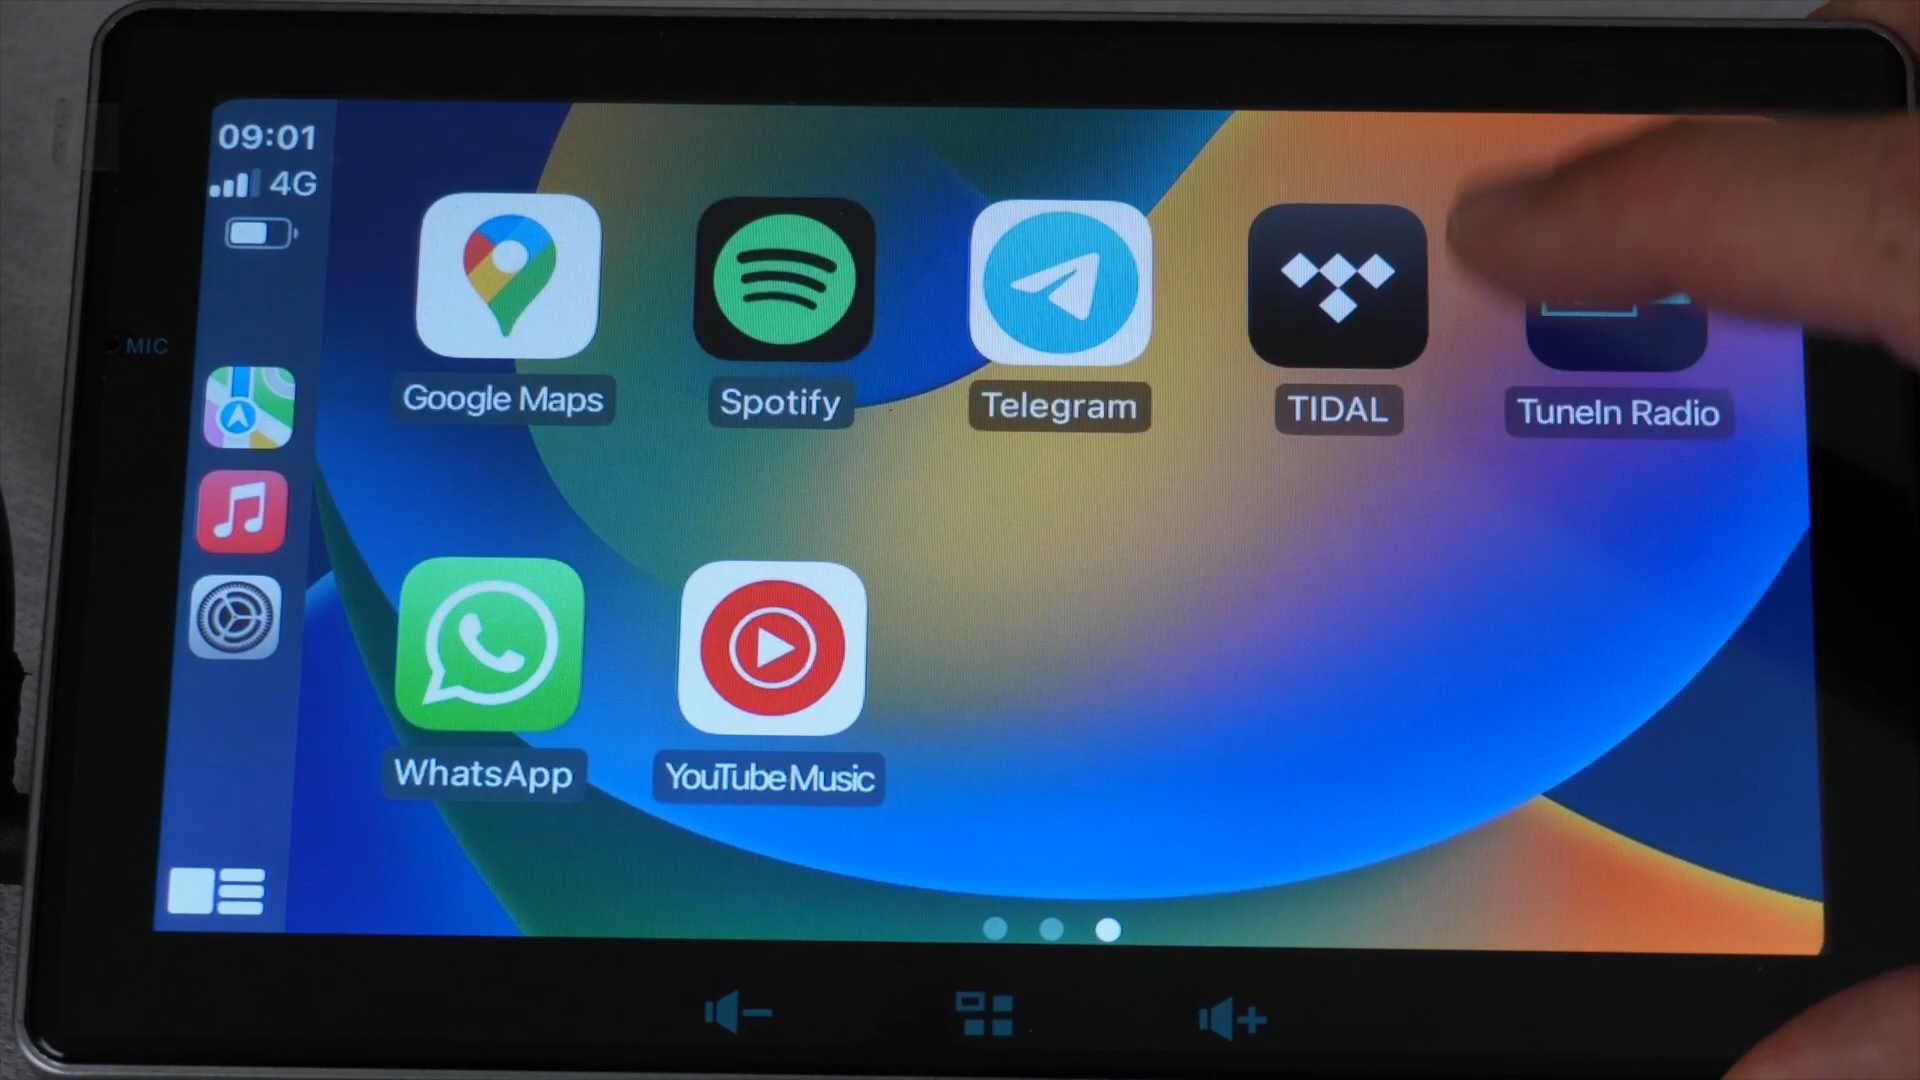 09:01
4G
MIC
Google Maps
Spotify
Telegram
TIDAL
TuneIn Radio
WhatsApp
YouTube Music